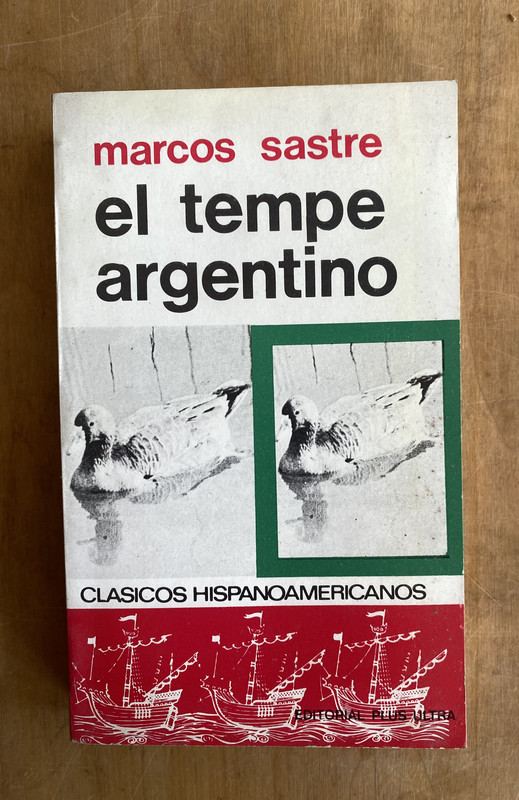 marcos sastre
el tempe
argentino
CLASICOS HISPANOAMERICANOS
EDITORIAL PLUS ULTRA